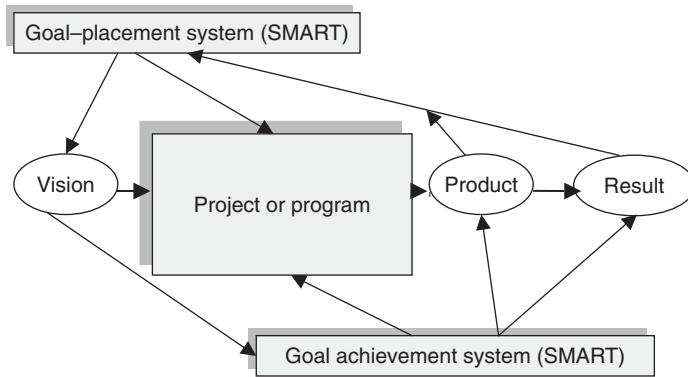 Goal–placement system (SMART)
Vision
Project or program
Product
Result
Goal achievement system (SMART)